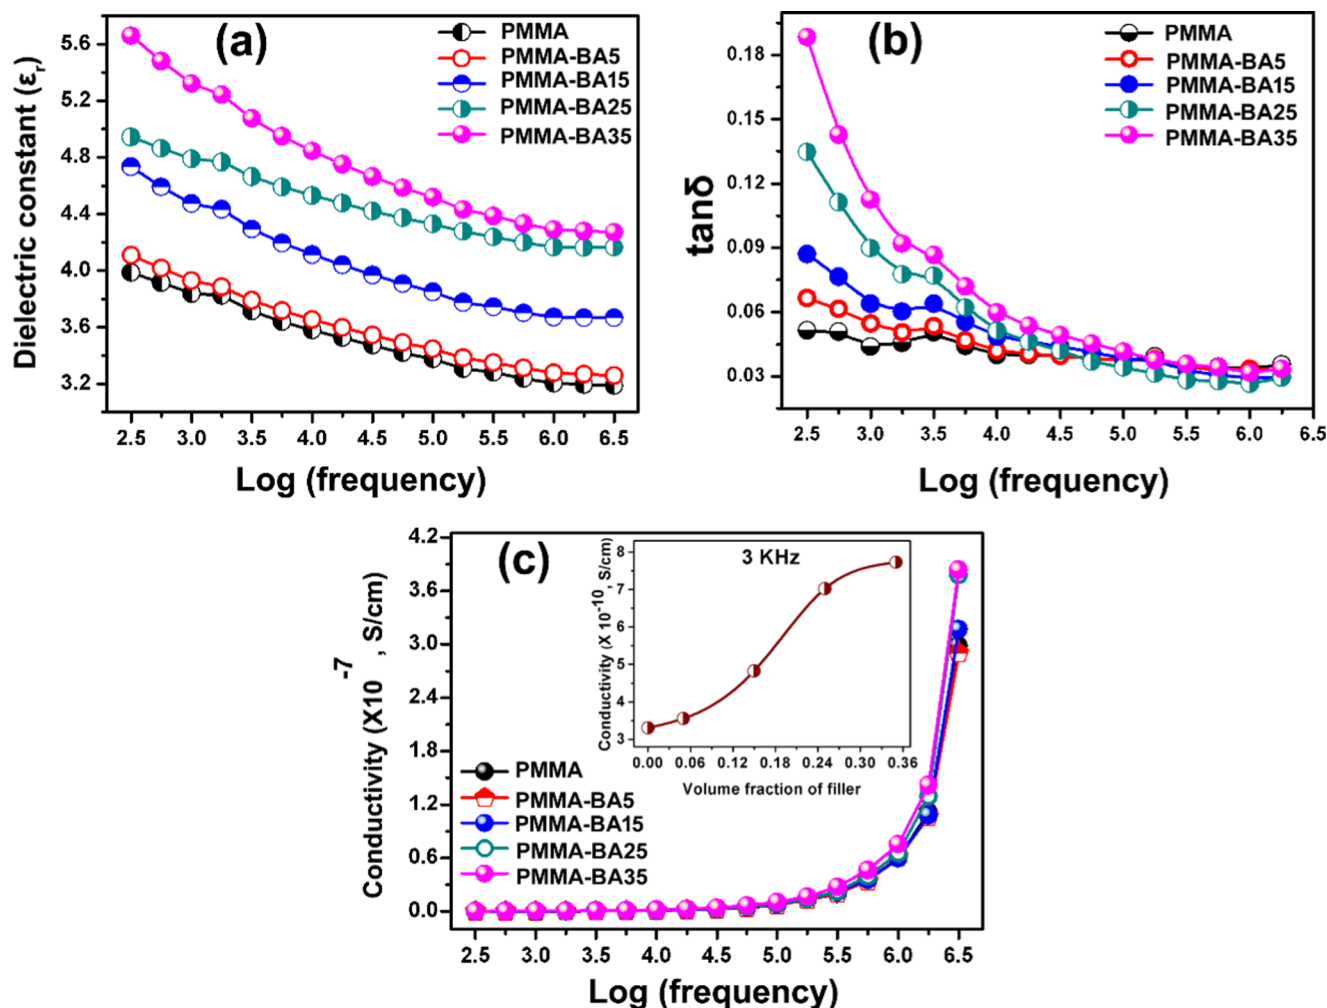 (a)
PMMA
PMMA-BA5
PMMA-BA15
PMMA-BA25
PMMA-BA35
Dielectric constant (εr)
5.6
5.2
4.8
4.4
4.0
3.6
3.2
2.5 3.0 3.5 4.0 4.5 5.0 5.5 6.0 6.5
Log (frequency)
(b)
PMMA
PMMA-BA5
PMMA-BA15
PMMA-BA25
PMMA-BA35
tanδ
0.18
0.15
0.12
0.09
0.06
0.03
2.5 3.0 3.5 4.0 4.5 5.0 5.5 6.0 6.5
Log (frequency)
(c)
Conductivity (X10-7, S/cm)
4.2
3.6
3.0
2.4
1.8
1.2
0.6
0.0
3 KHz
Conductivity (X 10-10, S/cm)
8
7
6
5
4
3
0.00 0.06 0.12 0.18 0.24 0.30 0.36
Volume fraction of filler
PMMA
PMMA-BA5
PMMA-BA15
PMMA-BA25
PMMA-BA35
2.5 3.0 3.5 4.0 4.5 5.0 5.5 6.0 6.5
Log (frequency)